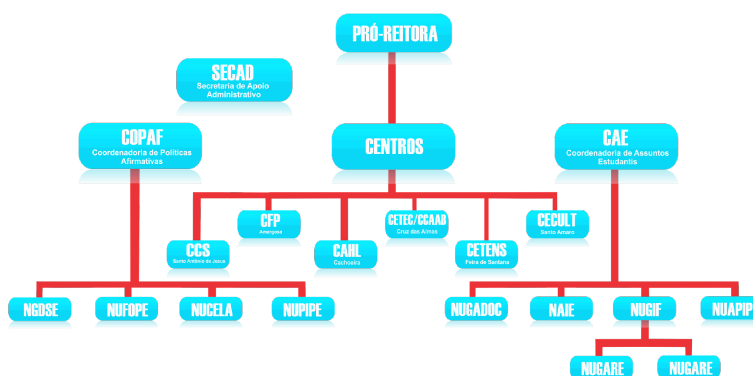 PRÓ-REITORA
SECAD
Secretaria de Apoio
Administrativo
COPAF
Coordenadoria de Políticas
Afirmativas
CENTROS
CAE
Coordenadoria de Assuntos
Estudantis
CFP
Amargosa
CETEC/CCAAB
Cruz das Almas
CECULT
Santo Amaro
CCS
Santo Antônio de Jesus
CAHL
Cachoeira
CETENS
Feira de Santana
NGDSE
NUFOPE
NUCELA
NUPIPE
NUGADOC
NAIE
NUGIF
NUAPIP
NUGARE
NUGARE